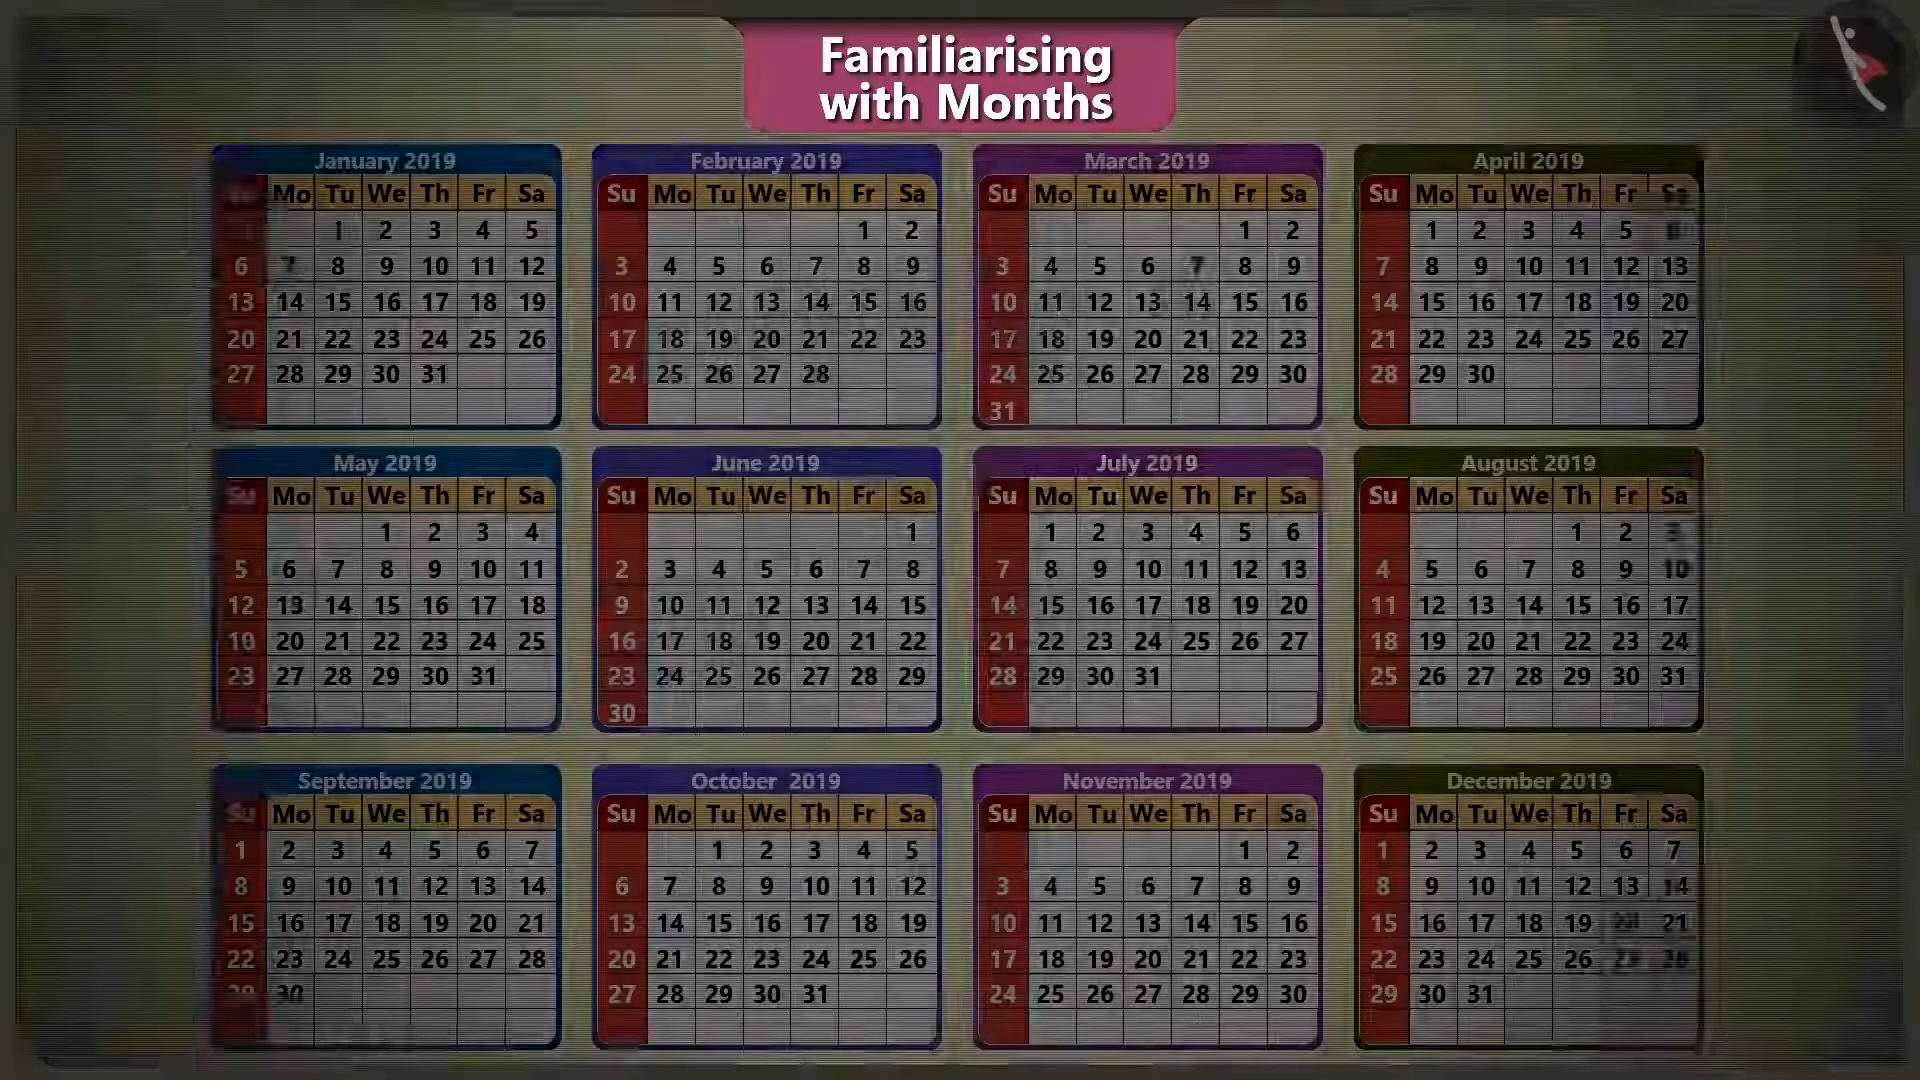 Familiarising
with Months
January 2019
Mo Tu We Th Fr Sa
1 2 3 4 5
6 7 8 9 10 11 12
13 14 15 16 17 18 19
20 21 22 23 24 25 26
27 28 29 30 31
February 2019
Su Mo Tu We Th Fr Sa
1 2
3 4 5 6 7 8 9
10 11 12 13 14 15 16
17 18 19 20 21 22 23
24 25 26 27 28
March 2019
Su Mo Tu We Th Fr Sa
1 2
3 4 5 6 7 8 9
10 11 12 13 14 15 16
17 18 19 20 21 22 23
24 25 26 27 28 29 30
31
April 2019
Su Mo Tu We Th Fr
1 2 3 4 5
7 8 9 10 11 12 13
14 15 16 17 18 19 20
21 22 23 24 25 26 27
28 29 30
May 2019
Su Mo Tu We Th Fr Sa
1 2 3 4
5 6 7 8 9 10 11
12 13 14 15 16 17 18
20 21 22 23 24 25
23 27 28 29 30 31
June 2019
Su Mo Tu We Th Fr Sa
1
2 3 4 5 6 7 8
9 10 11 12 13 14 15
16 17 18 19 20 21 22
23 24 25 26 27 28 29
30
July 2019
Su Mo Tu We Th Fr Sa
1 2 3 4 5 6
7 8 9 10 11 12 13
14 15 16 17 18 19 20
21 22 23 24 25 26 27
28 29 30 31
August 2019
Su Mo Tu We Th Fr Sa
1 2
4 5 6 7 8 9 10
11 12 13 14 15 16 17
18 19 20 21 22 23 24
25 26 27 28 29 30 31
September 2019
Su Mo Tu We Th Fr Sa
1 2 3 4 5 6 7
8 9 10 11 12 13 14
15 16 17 18 19 20 21
22 23 24 25 26 27 28
30
October 2019
Su Mo Tu We Th Fr Sa
1 2 3 4 5
6 7 8 9 10 11 12
13 14 15 16 17 18 19
20 21 22 23 24 25 26
27 28 29 30 31
November 2019
Su Mo Tu We Th Fr Sa
1 2
3 4 5 6 7 8 9
10 11 12 13 14 15 16
17 18 19 20 21 22 23
24 25 26 27 28 29 30
December 2019
Su Mo Tu We Th Fr Sa
1 2 3 4 5 6 7
8 9 10 11 12 13 14
15 16 17 18 19 21
22 23 24 25 26
29 30 31